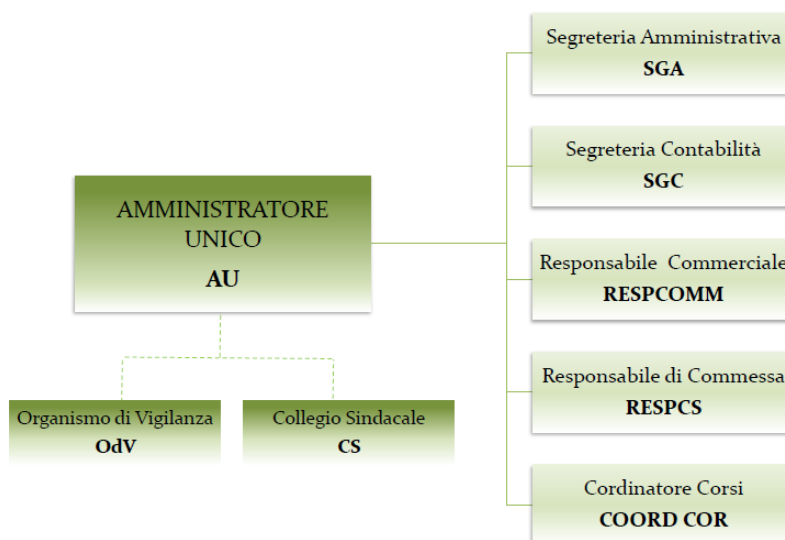 Segreteria Amministrativa
SGA
Segreteria Contabilità
SGC
AMMINISTRATORE
UNICO
AU
Responsabile Commerciale
RESPCOMM
Responsabile di Commessa
RESPCS
Organismo di Vigilanza
OdV
Collegio Sindacale
CS
Cordinatore Corsi
COORD COR